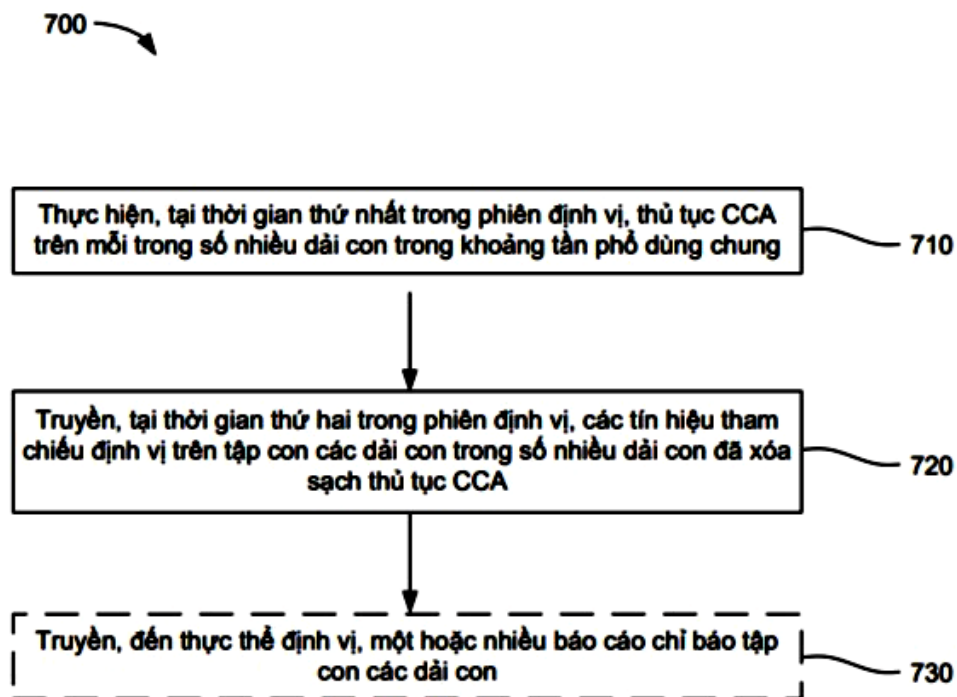 700
Thực hiện, tại thời gian thứ nhất trong phiên định vị, thủ tục CCA
trên mỗi trong số nhiều dải con trong khoảng tần phổ dùng chung
710
Truyền, tại thời gian thứ hai trong phiên định vị, các tín hiệu tham
chiếu định vị trên tập con các dải con trong số nhiều dải con đã xóa
sạch thủ tục CCA
720
Truyền, đến thực thể định vị, một hoặc nhiều báo cáo chỉ báo tập
con các dải con
730